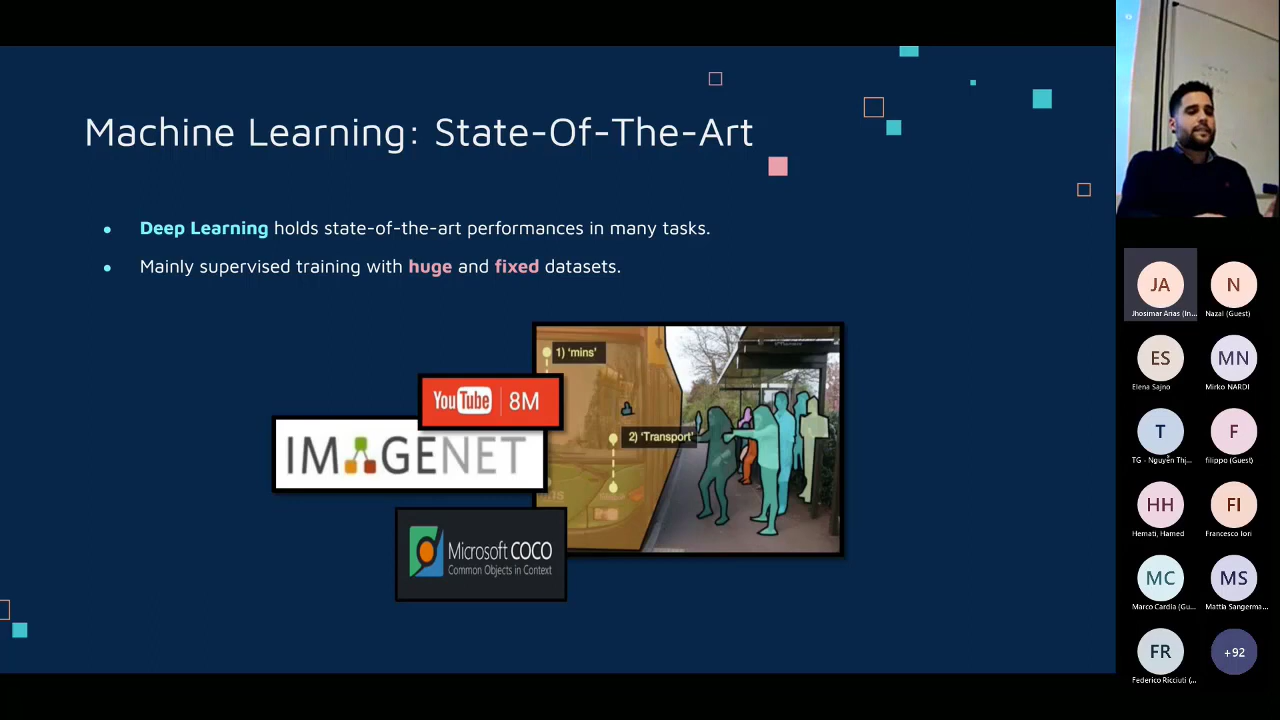 Machine Learning: State-Of-The-Art
Deep Learning holds state-of-the-art performances in many tasks.
Mainly supervised training with huge and fixed datasets.
1) 'mins'
YouTube 8M
2) 'Transport'
IMAGENET
Microsoft COCO
Common Objects in Context
JA
Jhosimar Arias (In...
N
Nazal (Guest)
ES
Elena Sajno
MN
Mirko NARDI
T
TG - Nguyễn Thị...
F
filippo (Guest)
HH
Hemati, Hamed
FI
Francesco Iori
MC
Marco Cardia (Gu...
MS
Mattia Sangerma...
FR
Federico Ricciuti (...
+92